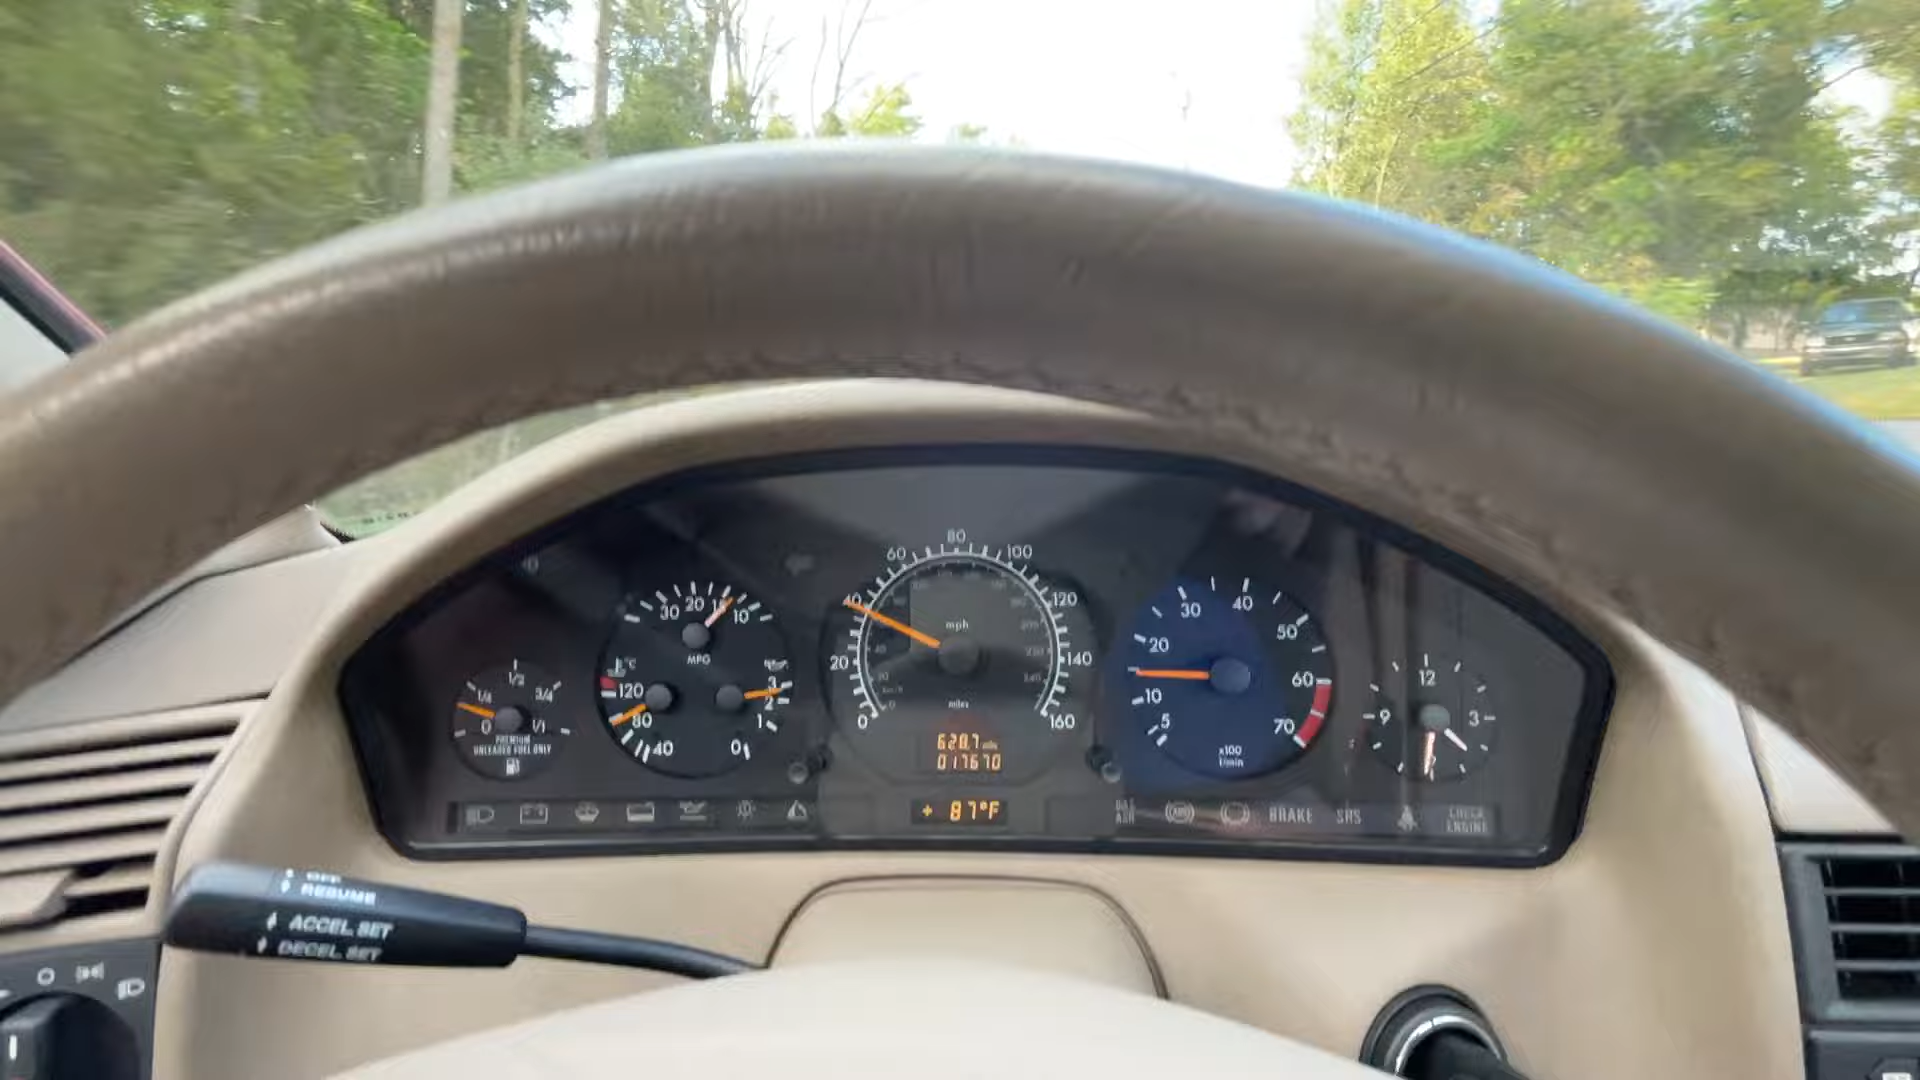 OFF
RESUME
ACCEL. SET
DECEL. SET
0
1/4
1/2
3/4
1/1
PREMIUM
UNLEADED FUEL ONLY
30 20 15 10
MPG
°C
120
80
40
3
2
1
0
0 20 40 60 80 100 120 140 160
mph
km/h
miles
628.7 mls
017670
+ 87°F
5 10 20 30 40 50 60 70
x100
1/min
12
3
9
ABS
BRAKE
SRS
CHECK
ENGINE